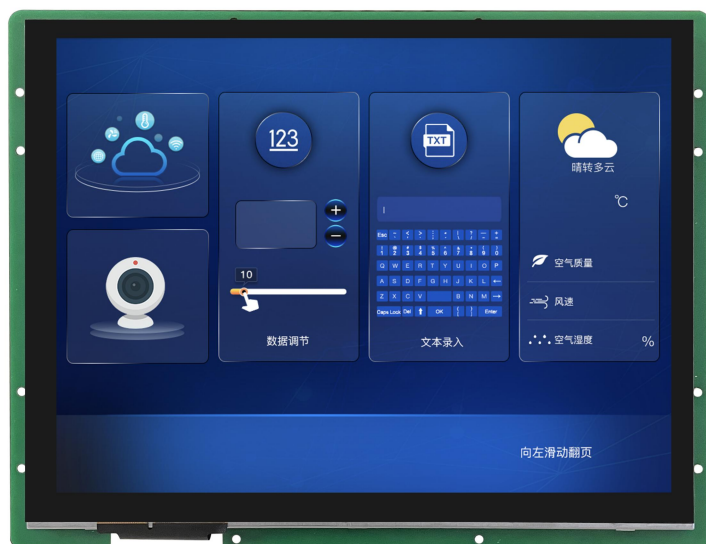 123
10
数据调节
TXT
Esc
Q W E R T Y U I O P
A S D F G H J K L ←
Z X C V B N M →
Caps Lock Del OK Enter
文本录入
晴转多云
℃
空气质量
风速
空气湿度 %
向左滑动翻页